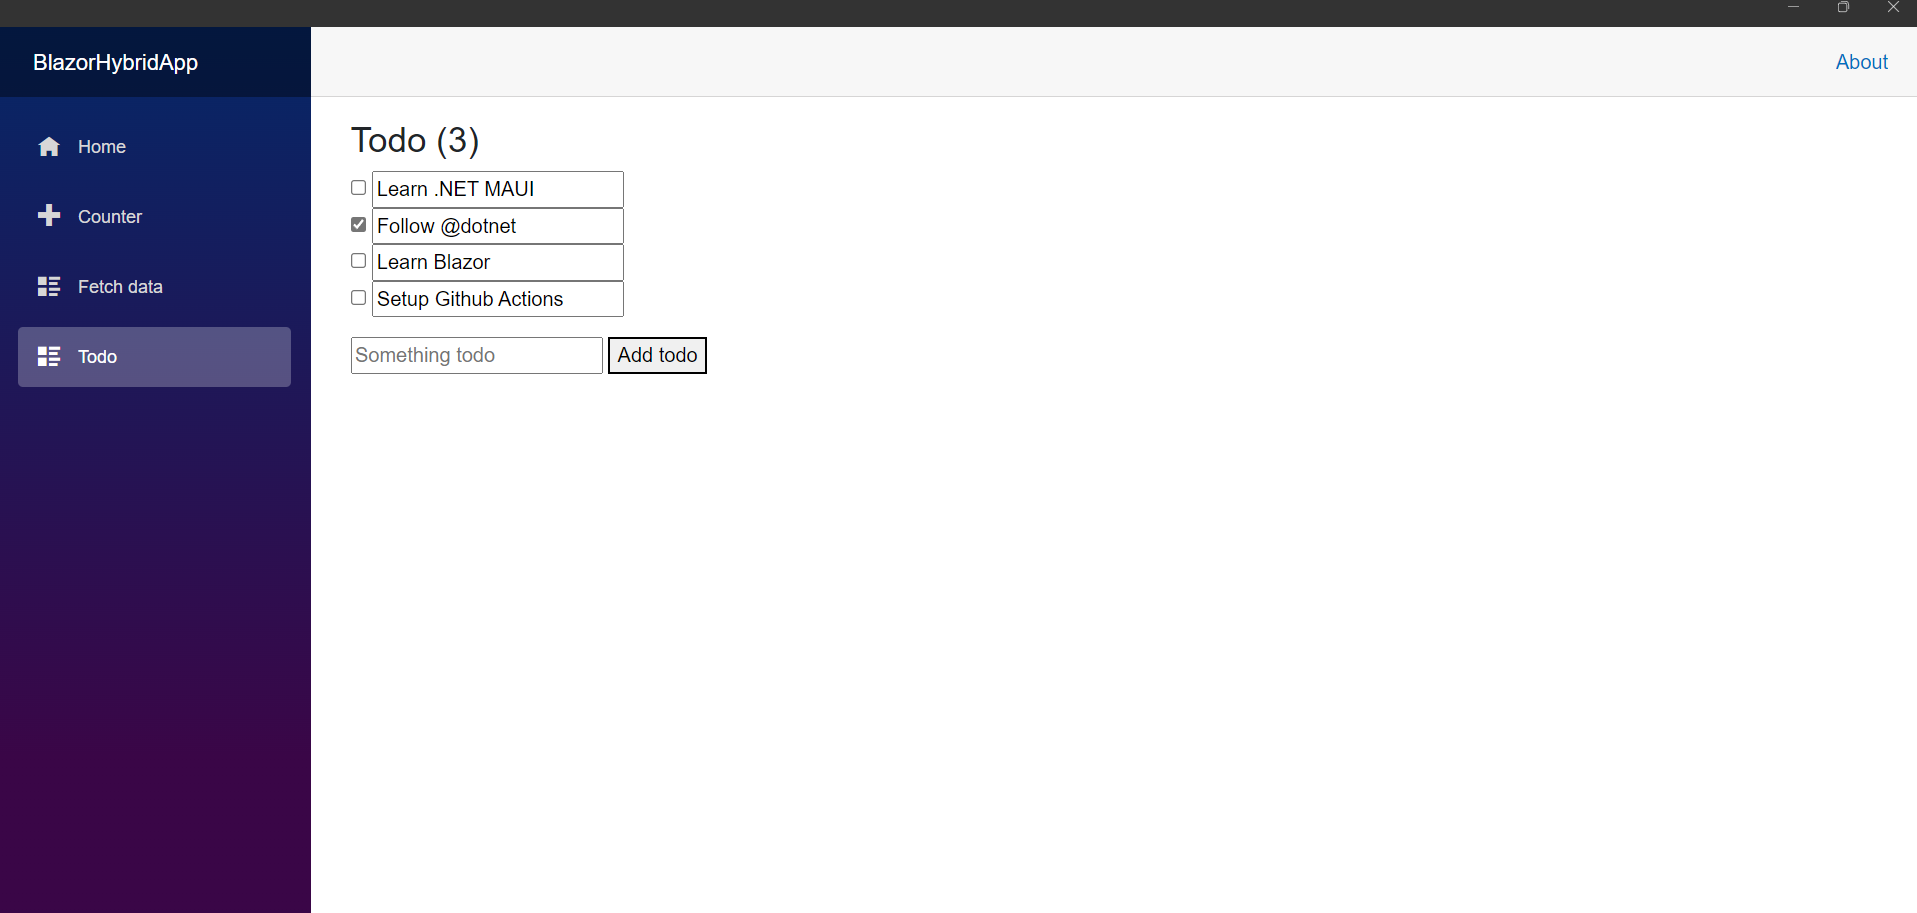 BlazorHybridApp
About
Home
Counter
Fetch data
Todo
Todo (3)
Learn .NET MAUI
Follow @dotnet
Learn Blazor
Setup Github Actions
Something todo
Add todo